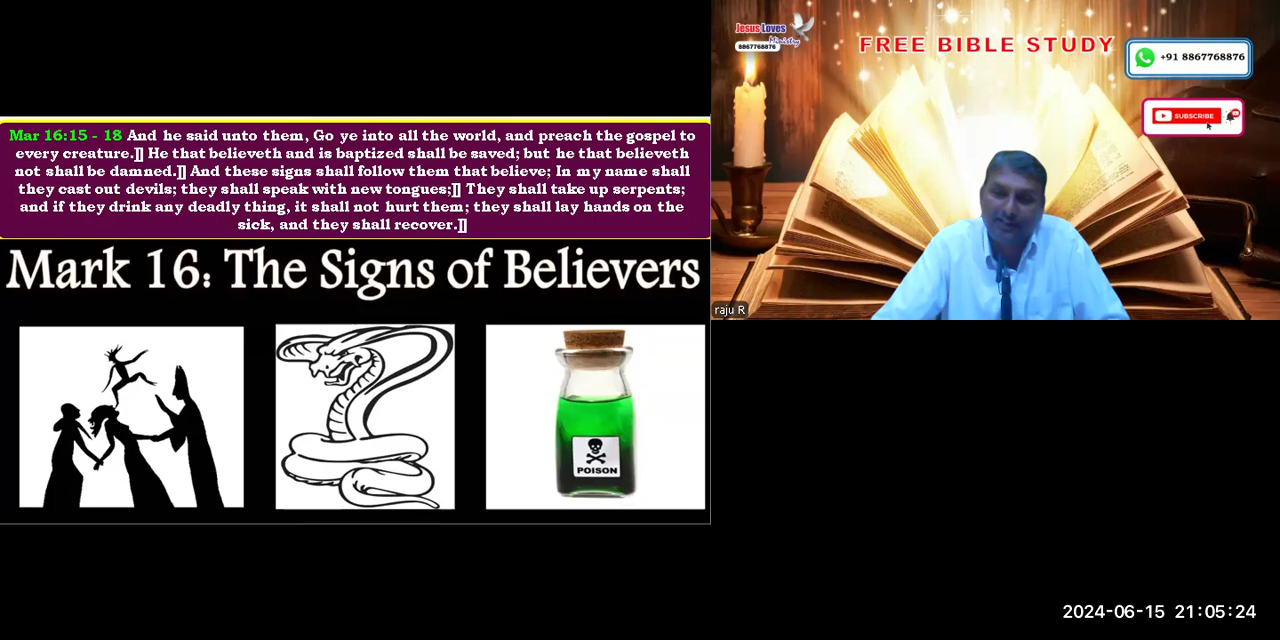 Mar 16:15 - 18 And he said unto them, Go ye into all the world, and preach the gospel to
every creature.]] He that believeth and is baptized shall be saved; but he that believeth
not shall be damned.]] And these signs shall follow them that believe; In my name shall
they cast out devils; they shall speak with new tongues;]] They shall take up serpents;
and if they drink any deadly thing, it shall not hurt them; they shall lay hands on the
sick, and they shall recover.]]
Mark 16: The Signs of Believers
POISON
Jesus Loves
Ministry
8867768876
FREE BIBLE STUDY
+91 8867768876
SUBSCRIBE
raju R
2024-06-15 21:05:24